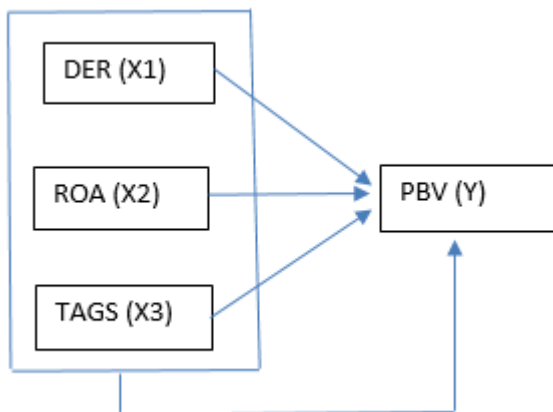 DER (X1)
ROA (X2)
PBV (Y)
TAGS (X3)